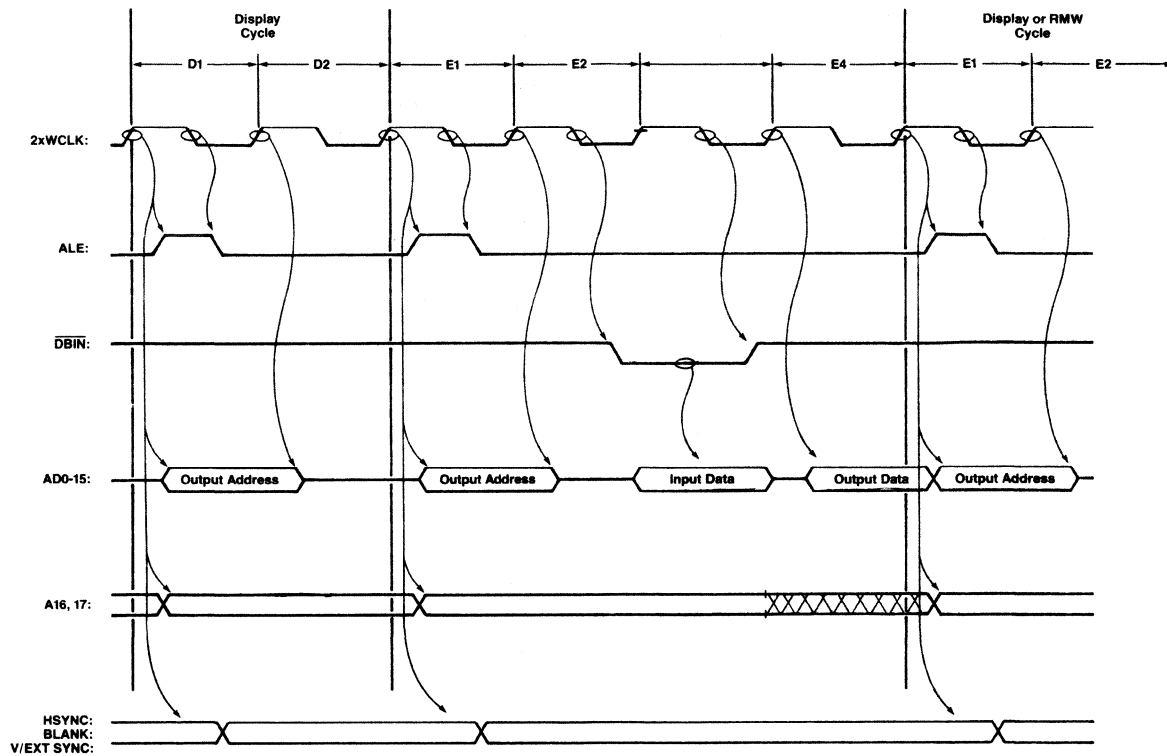 Display
Cycle
Display or RMW
Cycle
D1 D2 E1 E2 E4 E1 E2
2xWCLK:
ALE:
DBIN:
AD0-15: Output Address Output Address Input Data Output Data Output Address
A16, 17:
HSYNC:
BLANK:
V/EXT SYNC: